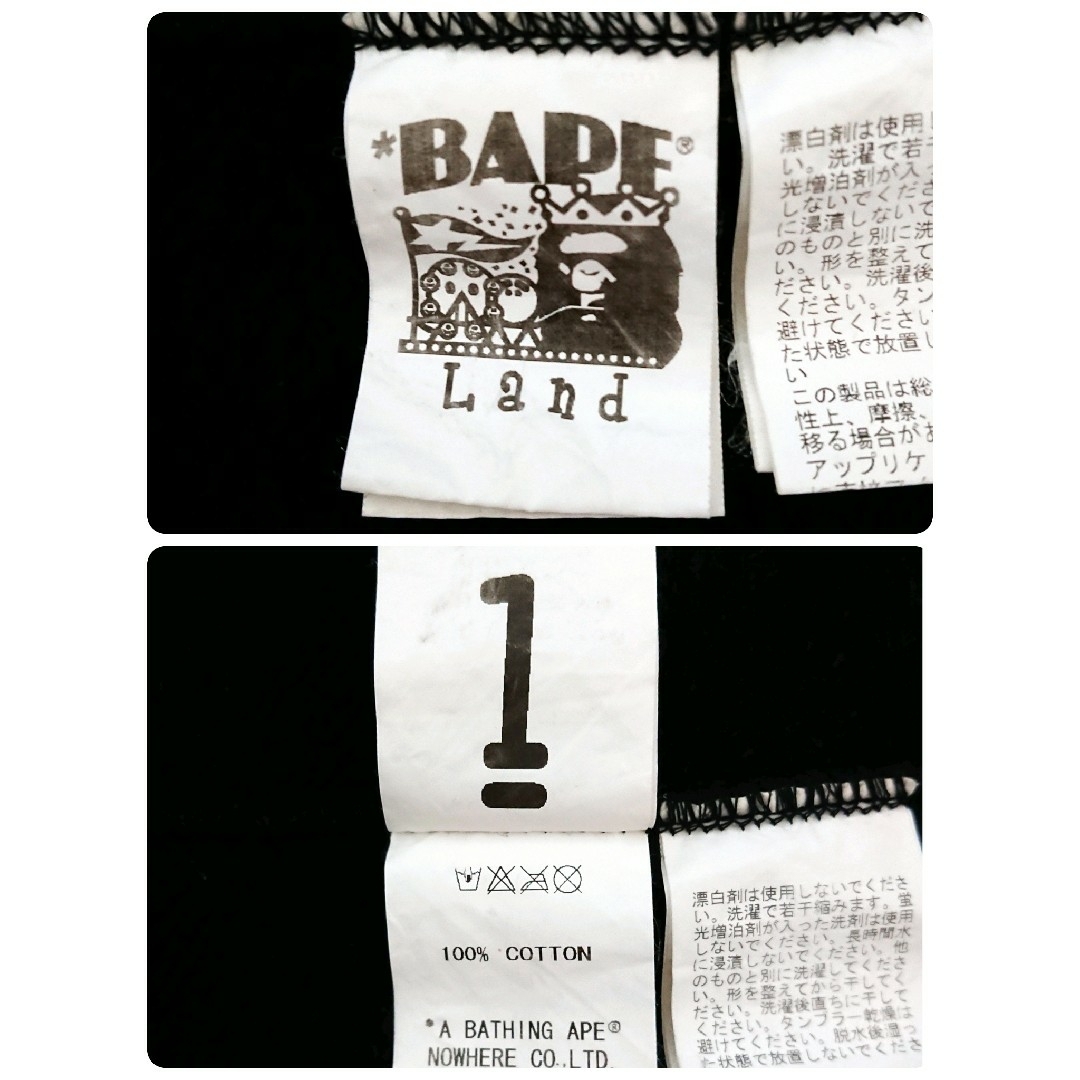 *BAPE®
Land
漂白剤は使用し
い。洗濯で若干
光増泊剤が入っ
しないでくださ
に浸漬しないで
のものと別に洗
い。形を整えて
ださい。洗濯後
ください。タン
避けてください
た状態で放置し
い
この製品は総
性上、摩擦、
移る場合があ
アップリケ
1
100% COTTON
*A BATHING APE®
NOWHERE CO.,LTD.
漂白剤は使用しないでくださ
い。洗濯で若干縮みます。蛍
光増泊剤が入った洗剤は使用
しないでください。長時間水
に浸漬しないでください。他
のものと別に洗濯してくださ
い。形を整えてから干してく
ださい。洗濯後直ちに干して
ください。タンブラー乾燥は
避けてください。脱水後湿っ
た状態で放置しないでくださ